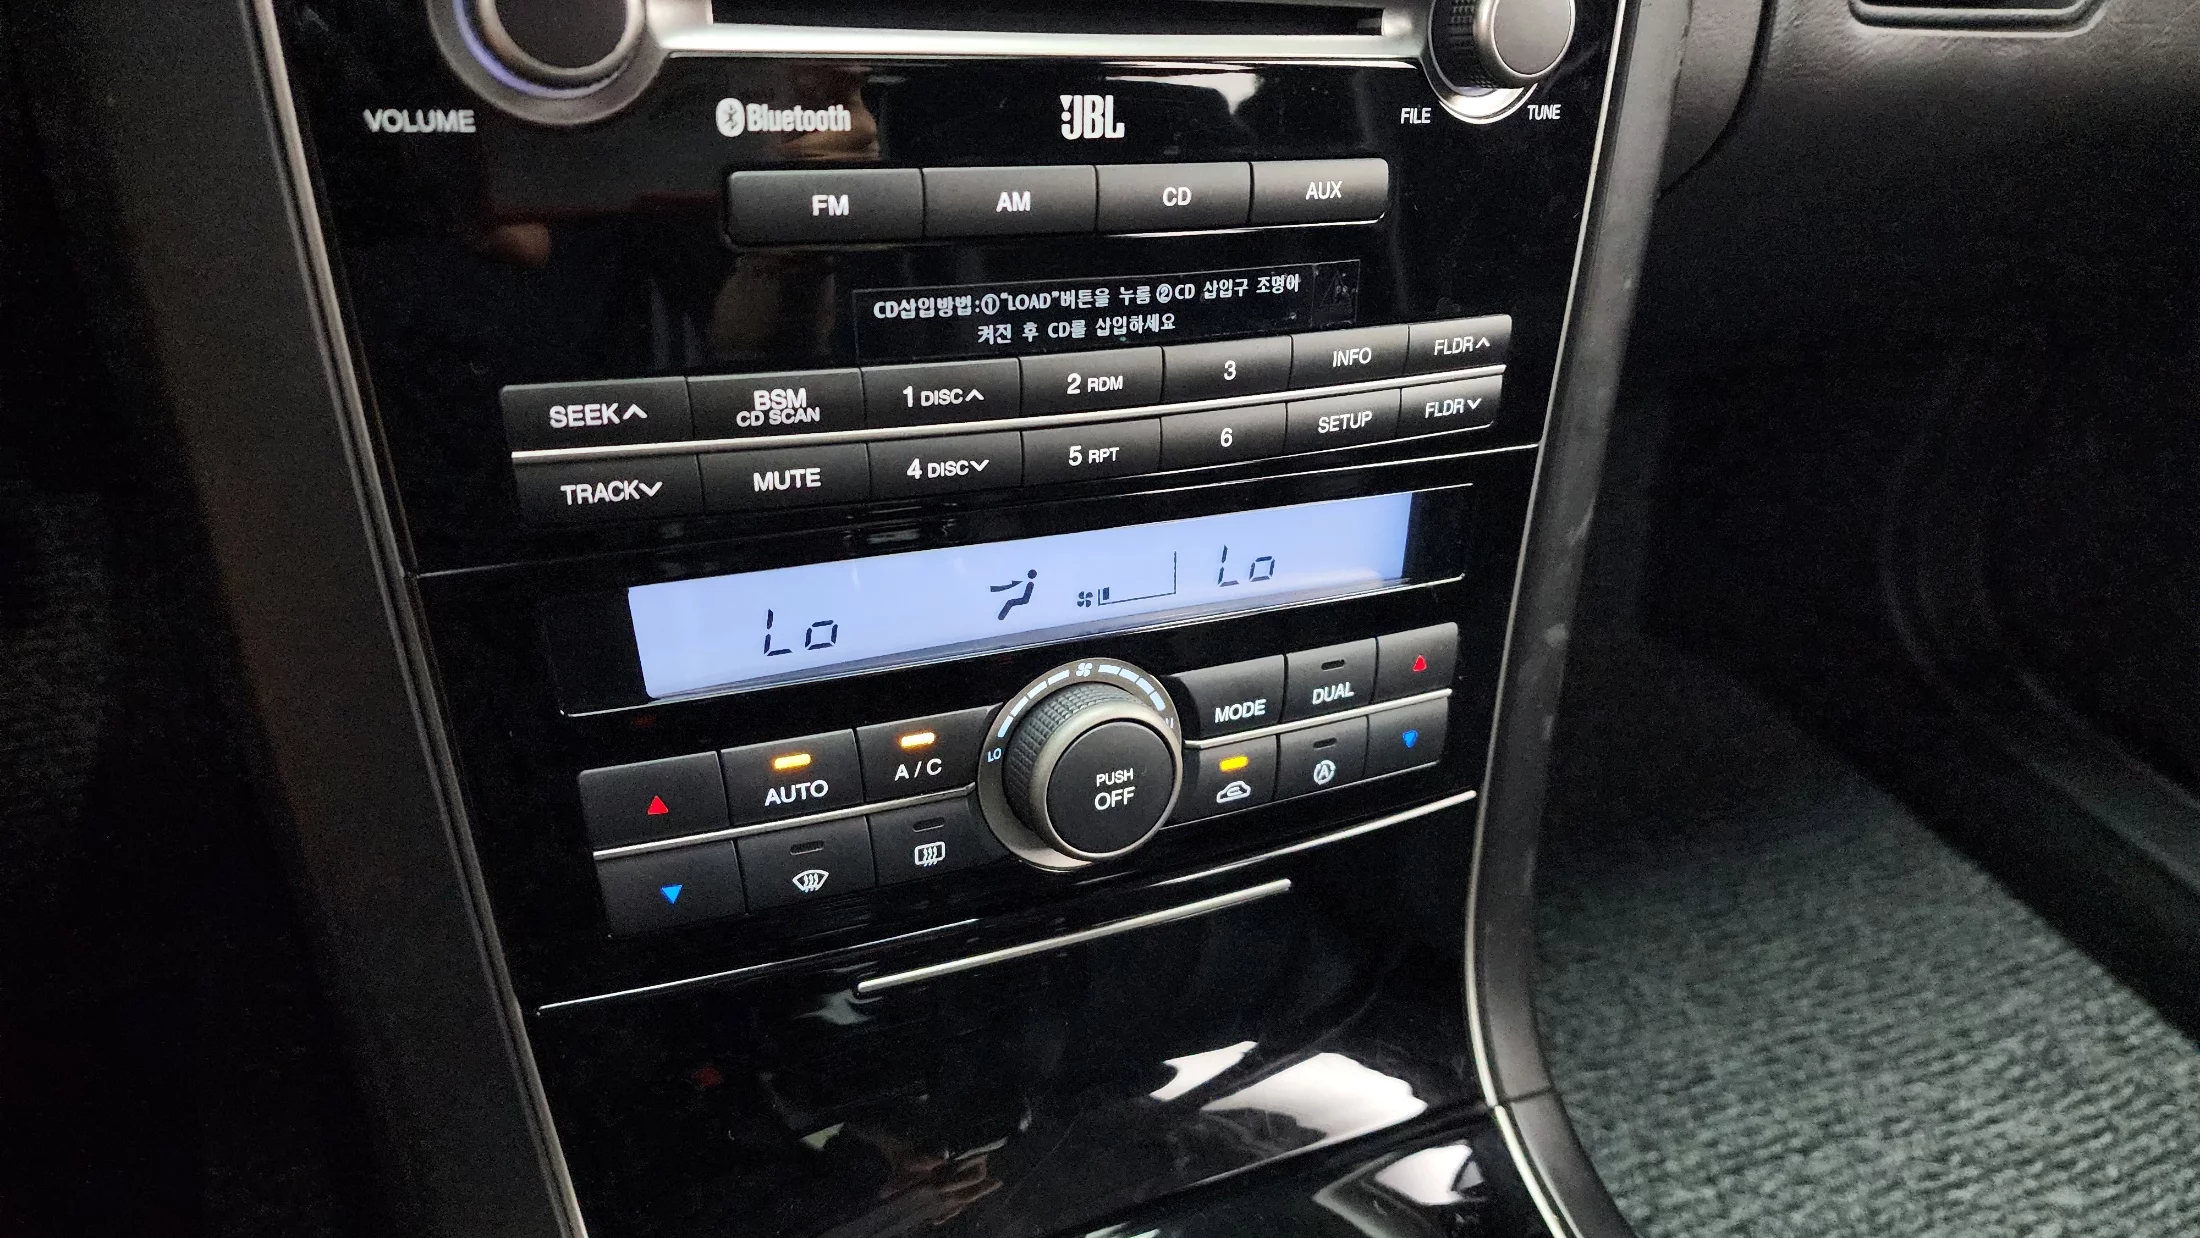 VOLUME
Bluetooth
JBL
FILE
TUNE
FM
AM
CD
AUX
CD삽입방법:①"LOAD"버튼을 누름 ②CD 삽입구 조명이
켜진 후 CD를 삽입하세요
SEEK
BSM
CD SCAN
1 DISC
2 RDM
3
INFO
FLDR
TRACK
MUTE
4 DISC
5 RPT
6
SETUP
FLDR
Lo
Lo
MODE
DUAL
AUTO
A/C
LO
PUSH
OFF
A